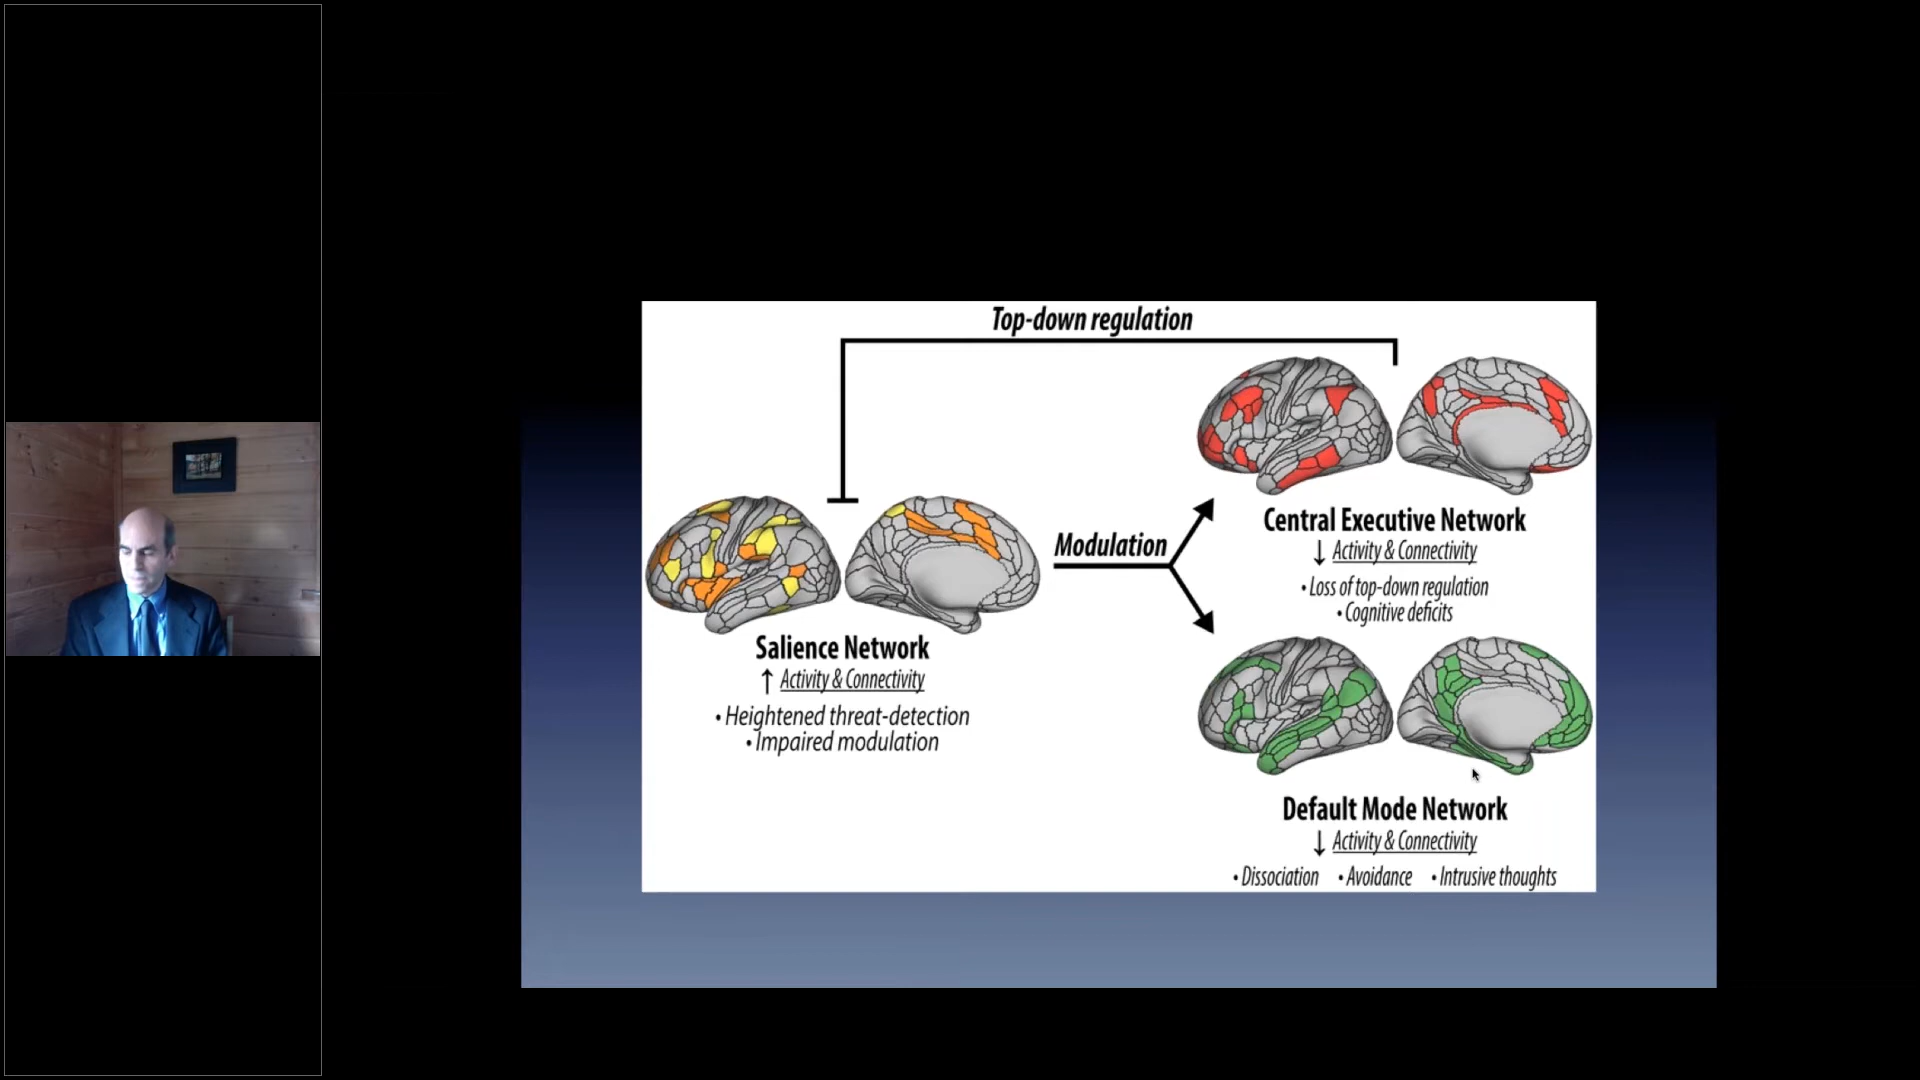 Top-down regulation
Modulation
Central Executive Network
↓ Activity & Connectivity
• Loss of top-down regulation
• Cognitive deficits
Salience Network
↑ Activity & Connectivity
• Heightened threat-detection
• Impaired modulation
Default Mode Network
↓ Activity & Connectivity
• Dissociation • Avoidance • Intrusive thoughts